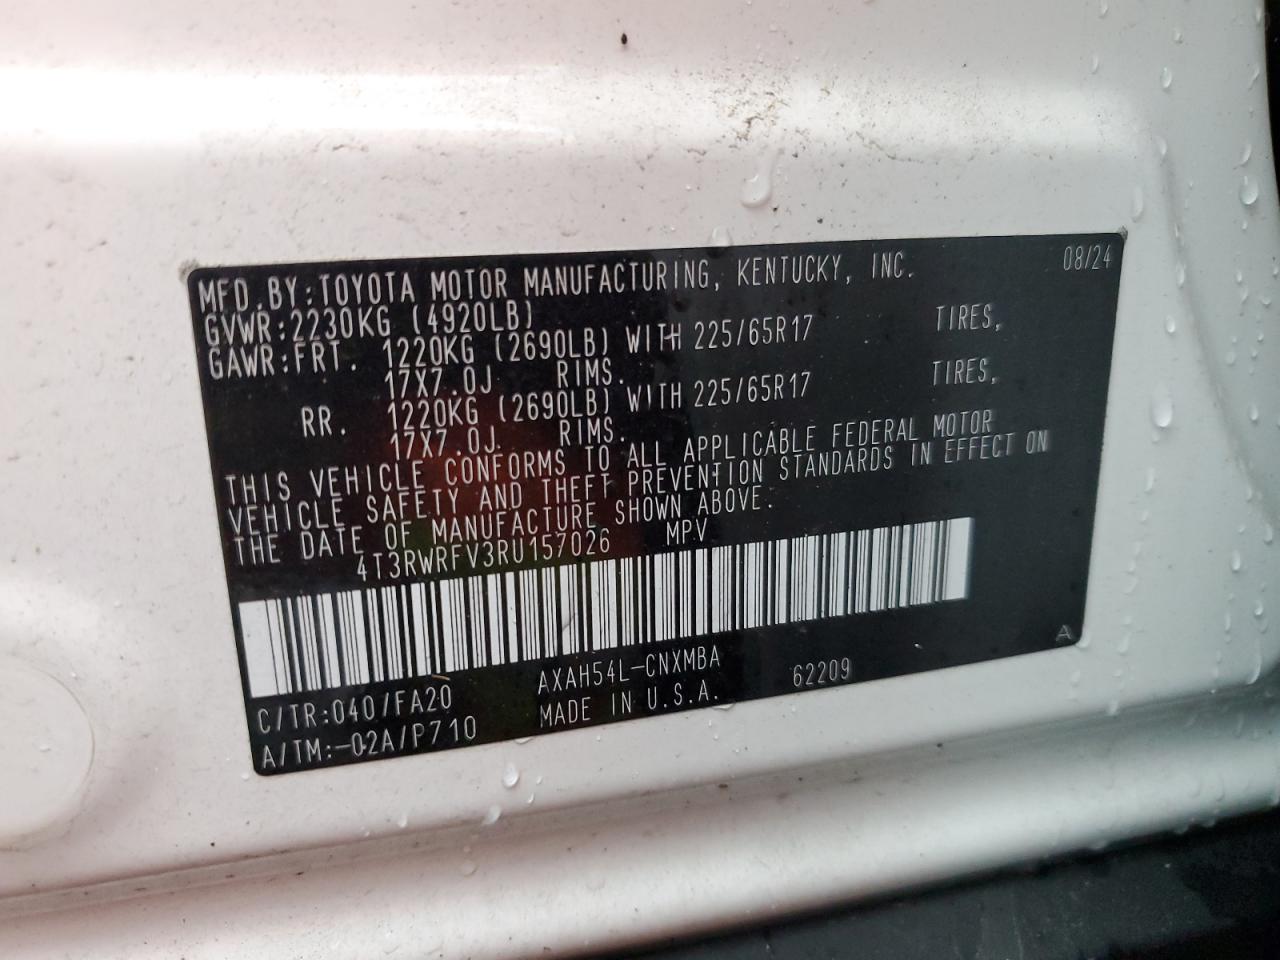 MFD.BY:TOYOTA MOTOR MANUFACTURING, KENTUCKY, INC. 08/24
GVWR:2230KG (4920LB)
GAWR:FRT. 1220KG (2690LB) WITH 225/65R17 TIRES,
17X7.0J RIMS.
RR. 1220KG (2690LB) WITH 225/65R17 TIRES,
17X7.0J RIMS.
THIS VEHICLE CONFORMS TO ALL APPLICABLE FEDERAL MOTOR
VEHICLE SAFETY AND THEFT PREVENTION STANDARDS IN EFFECT ON
THE DATE OF MANUFACTURE SHOWN ABOVE.
4T3RWRFV3RU157026 MPV
A
C/TR:040/FA20 AXAH54L-CNXMBA 62209
A/TM:-02A/P710 MADE IN U.S.A.